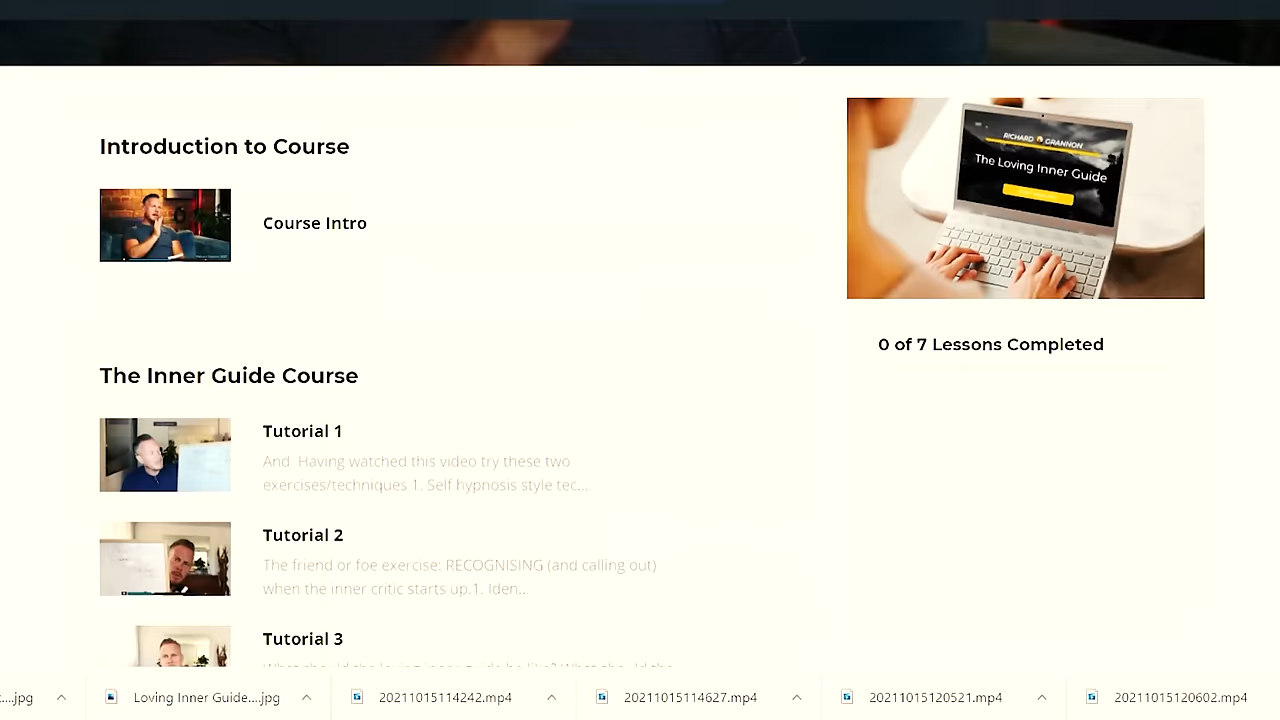 Introduction to Course
Course Intro
RICHARD GRANNON
The Loving Inner Guide
0 of 7 Lessons Completed
The Inner Guide Course
Tutorial 1
And Having watched this video try these two
exercises/techniques 1. Self hypnosis style tec...
Tutorial 2
The friend or foe exercise: RECOGNISING (and calling out)
when the inner critic starts up.1. Iden...
Tutorial 3
....jpg
Loving Inner Guide....jpg
20211015114242.mp4
20211015114627.mp4
20211015120521.mp4
20211015120602.mp4